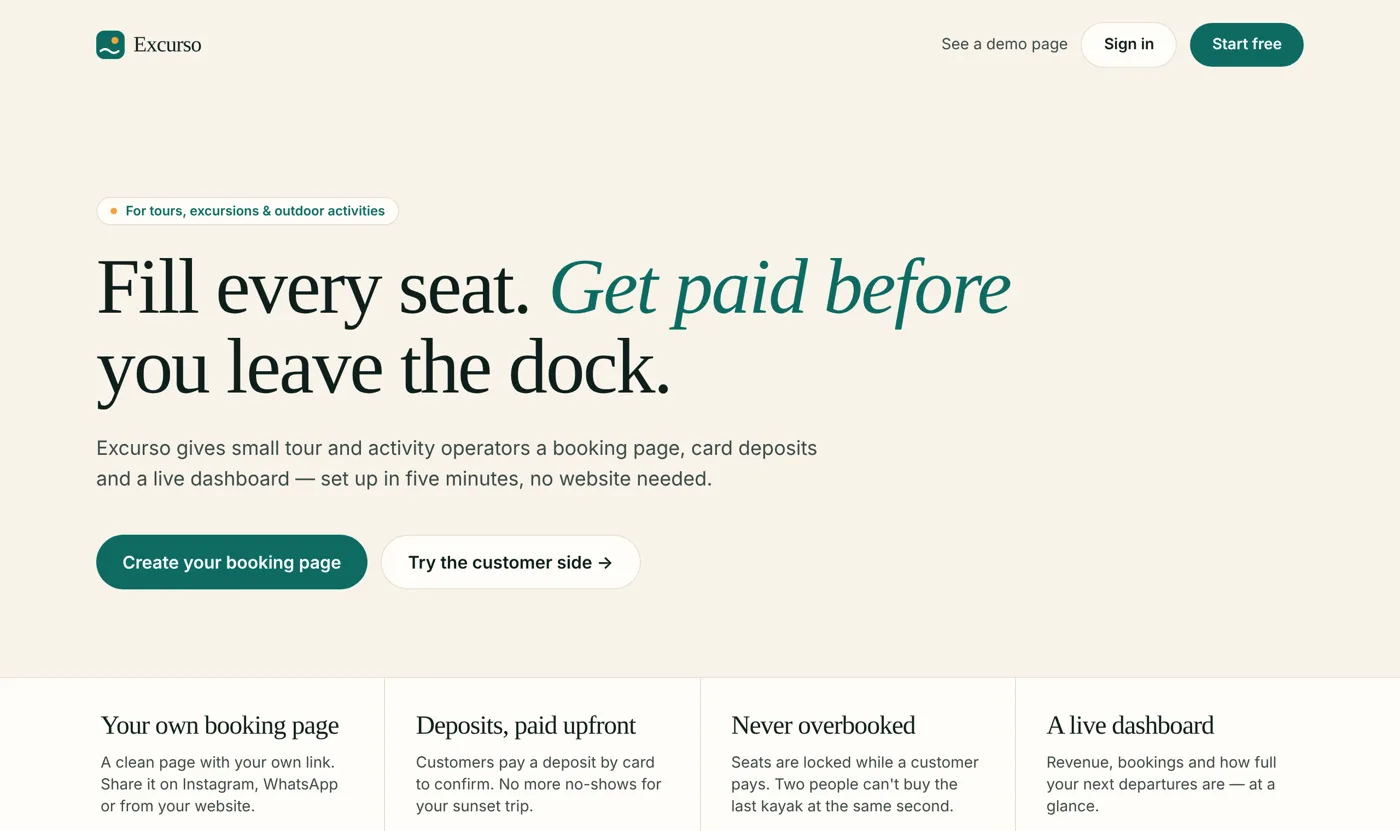 Excurso
See a demo page
Sign in
Start free
For tours, excursions & outdoor activities
Fill every seat. Get paid before
you leave the dock.
Excurso gives small tour and activity operators a booking page, card deposits
and a live dashboard — set up in five minutes, no website needed.
Create your booking page
Try the customer side →
Your own booking page
A clean page with your own link.
Share it on Instagram, WhatsApp
or from your website.
Deposits, paid upfront
Customers pay a deposit by card
to confirm. No more no-shows for
your sunset trip.
Never overbooked
Seats are locked while a customer
pays. Two people can't buy the
last kayak at the same second.
A live dashboard
Revenue, bookings and how full
your next departures are — at a
glance.